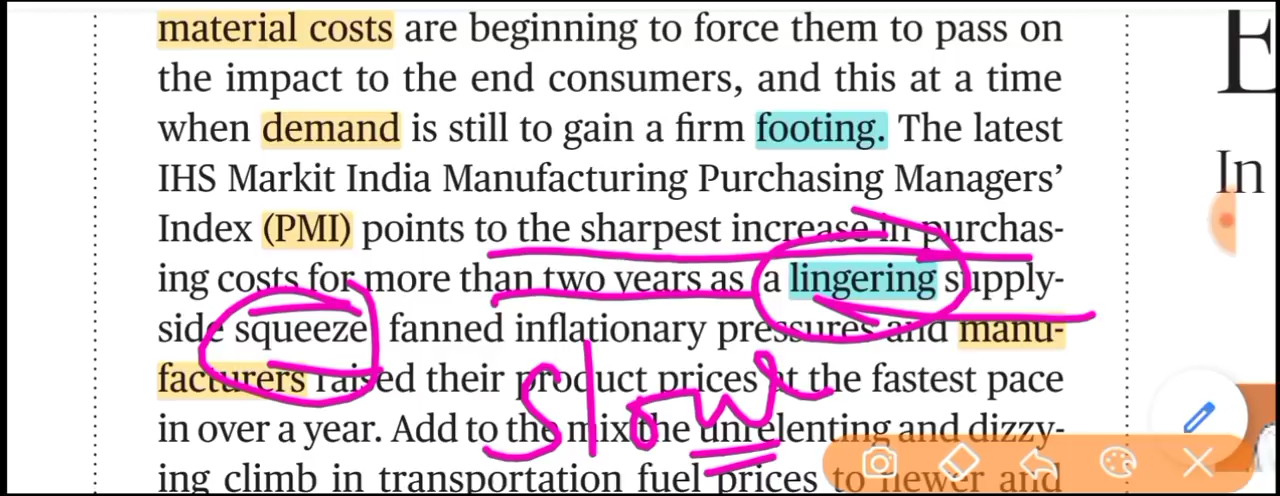 material costs are beginning to force them to pass on
the impact to the end consumers, and this at a time
when demand is still to gain a firm footing. The latest
IHS Markit India Manufacturing Purchasing Managers’
Index (PMI) points to the sharpest increase in purchas-
ing costs for more than two years as a lingering supply-
side squeeze fanned inflationary pressures and manu-
facturers raised their product prices at the fastest pace
in over a year. Add to the mix the unrelenting and dizzy-
ing climb in transportation fuel prices to newer and
E
In